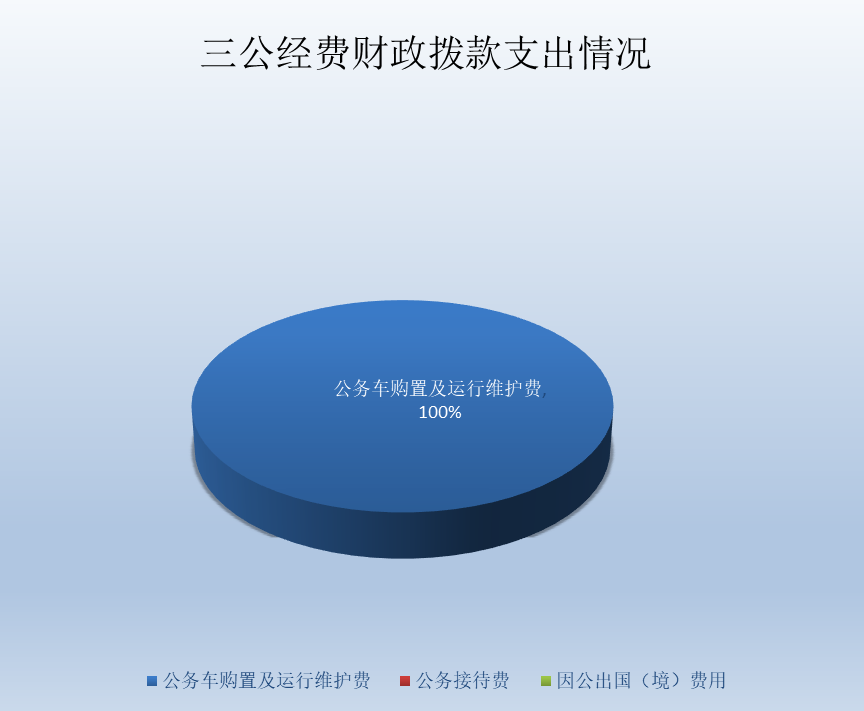 三公经费财政拨款支出情况
公务车购置及运行维护费,
100%
公务车购置及运行维护费 公务接待费 因公出国（境）费用